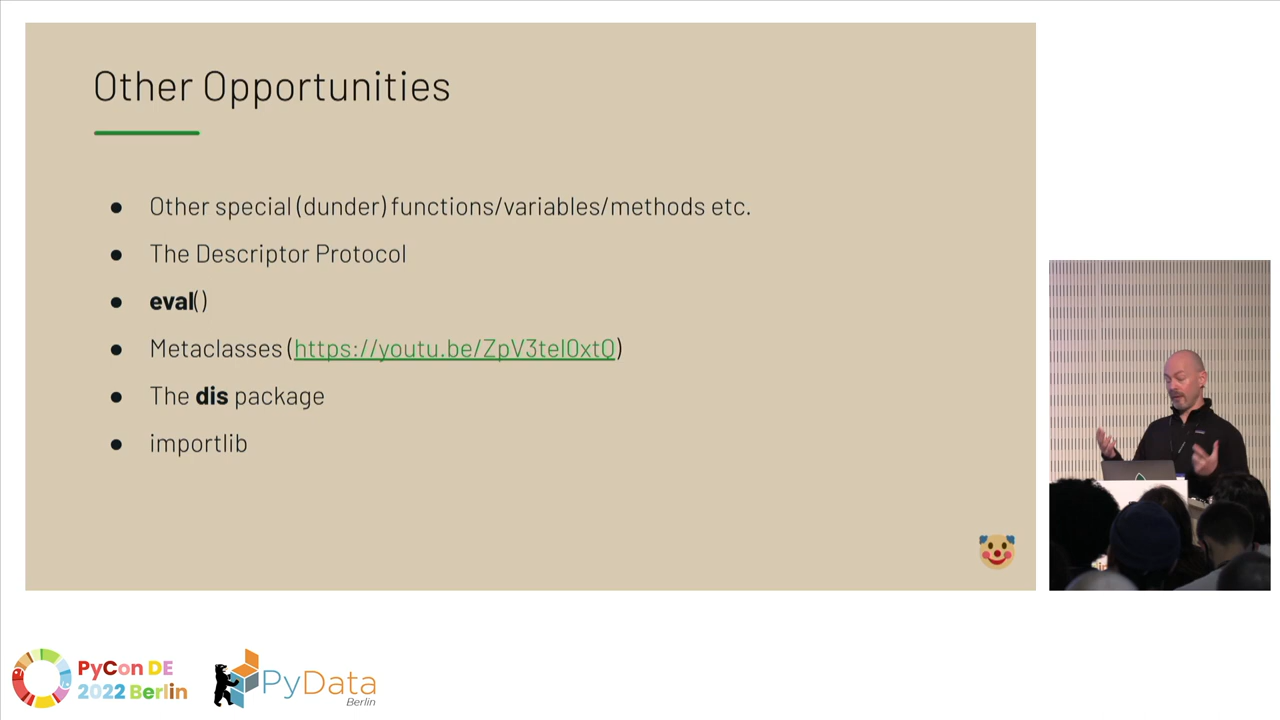 Other Opportunities
● Other special (dunder) functions/variables/methods etc.
● The Descriptor Protocol
● eval()
● Metaclasses (https://youtu.be/ZpV3tel0xtQ)
● The dis package
● importlib
PyCon DE
2022 Berlin
PyData
Berlin